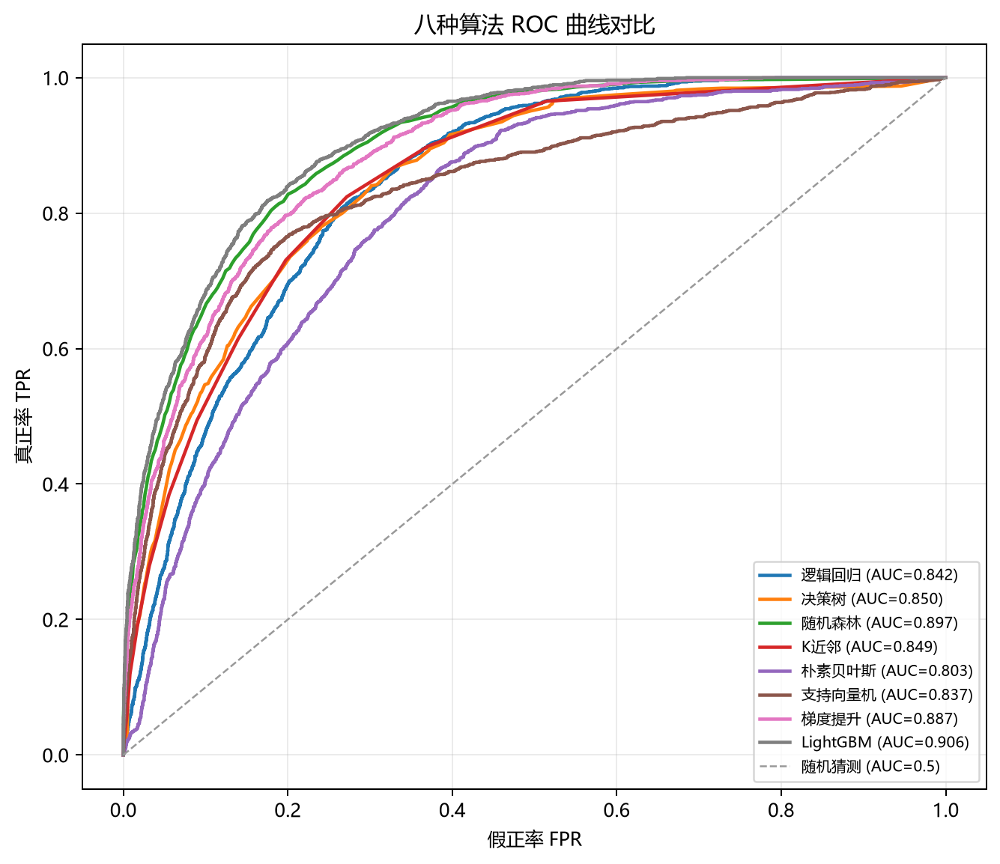 八种算法 ROC 曲线对比
真正率 TPR
1.0
0.8
0.6
0.4
0.2
0.0
0.0 0.2 0.4 0.6 0.8 1.0
假正率 FPR
逻辑回归 (AUC=0.842)
决策树 (AUC=0.850)
随机森林 (AUC=0.897)
K近邻 (AUC=0.849)
朴素贝叶斯 (AUC=0.803)
支持向量机 (AUC=0.837)
梯度提升 (AUC=0.887)
LightGBM (AUC=0.906)
随机猜测 (AUC=0.5)